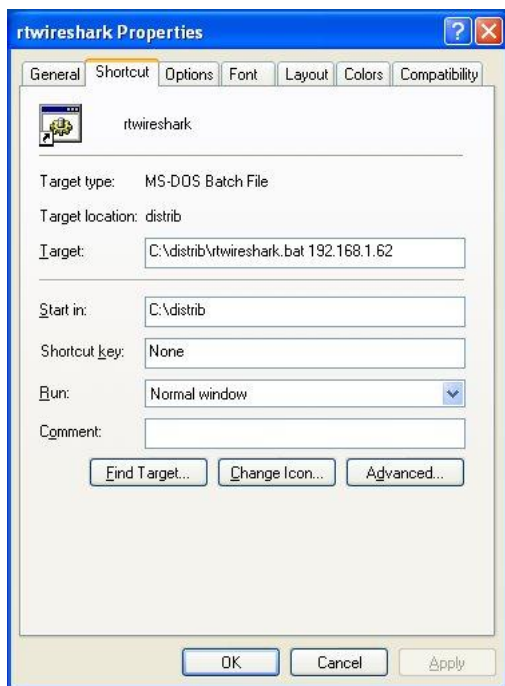 rtwireshark Properties
General Shortcut Options Font Layout Colors Compatibility
rtwireshark
Target type: MS-DOS Batch File
Target location: distrib
Target: C:\distrib\rtwireshark.bat 192.168.1.62
Start in: C:\distrib
Shortcut key: None
Run: Normal window
Comment:
Find Target... Change Icon... Advanced...
OK Cancel Apply